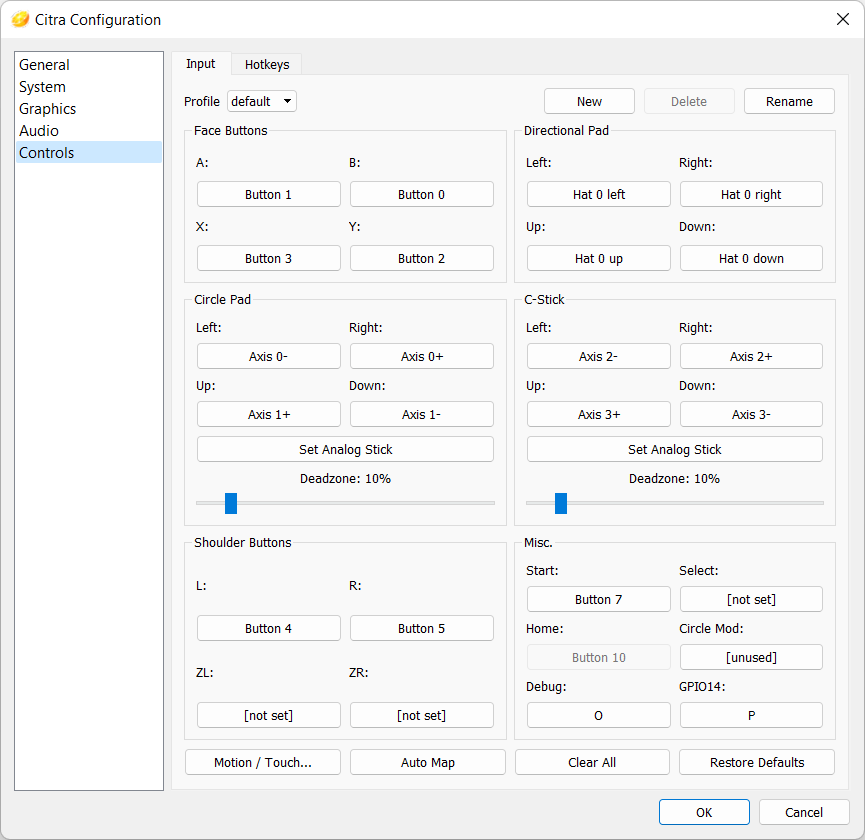 Citra Configuration
General
System
Graphics
Audio
Controls
Input Hotkeys
Profile default New Delete Rename
Face Buttons
A: B:
Button 1 Button 0
X: Y:
Button 3 Button 2
Directional Pad
Left: Right:
Hat 0 left Hat 0 right
Up: Down:
Hat 0 up Hat 0 down
Circle Pad
Left: Right:
Axis 0- Axis 0+
Up: Down:
Axis 1+ Axis 1-
Set Analog Stick
Deadzone: 10%
C-Stick
Left: Right:
Axis 2- Axis 2+
Up: Down:
Axis 3+ Axis 3-
Set Analog Stick
Deadzone: 10%
Shoulder Buttons
L: R:
Button 4 Button 5
ZL: ZR:
[not set] [not set]
Misc.
Start: Select:
Button 7 [not set]
Home: Circle Mod:
Button 10 [unused]
Debug: GPIO14:
O P
Motion / Touch... Auto Map Clear All Restore Defaults
OK Cancel